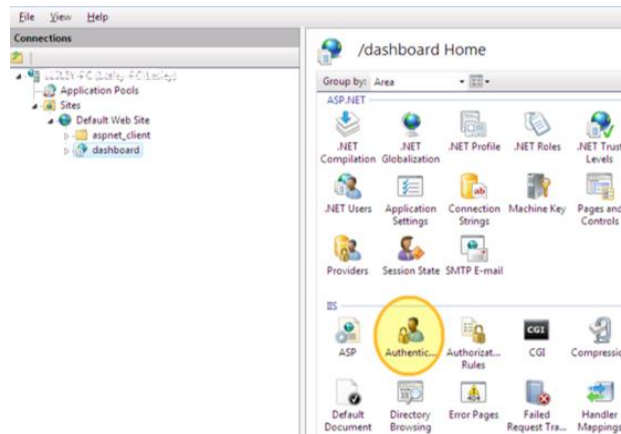 File View Help
Connections
/dashboard Home
Group by: Area
Application Pools
Sites
Default Web Site
aspnet_client
dashboard
ASP.NET
.NET Compilation
.NET Globalization
.NET Profile
.NET Roles
.NET Trust Levels
.NET Users
Application Settings
Connection Strings
Machine Key
Pages and Controls
Providers
Session State
SMTP E-mail
IIS
ASP
Authentic...
Authorizat... Rules
CGI
Compressio
Default Document
Directory Browsing
Error Pages
Failed Request Tra...
Handler Mappings